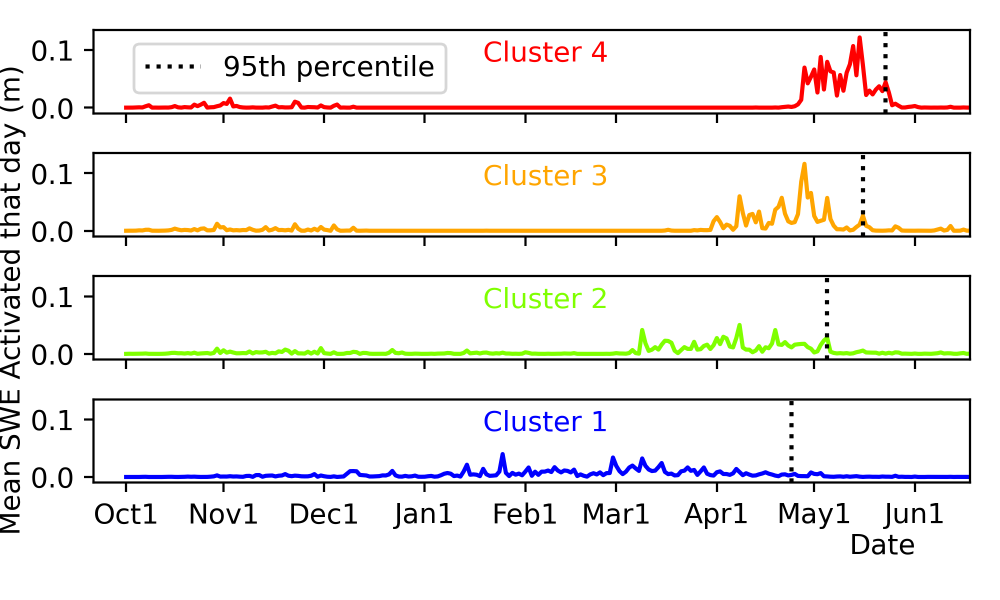 Mean SWE Activated that day (m)
0.1
0.0
95th percentile
Cluster 4
0.1
0.0
Cluster 3
0.1
0.0
Cluster 2
0.1
0.0
Cluster 1
Oct1 Nov1 Dec1 Jan1 Feb1 Mar1 Apr1 May1 Jun1
Date